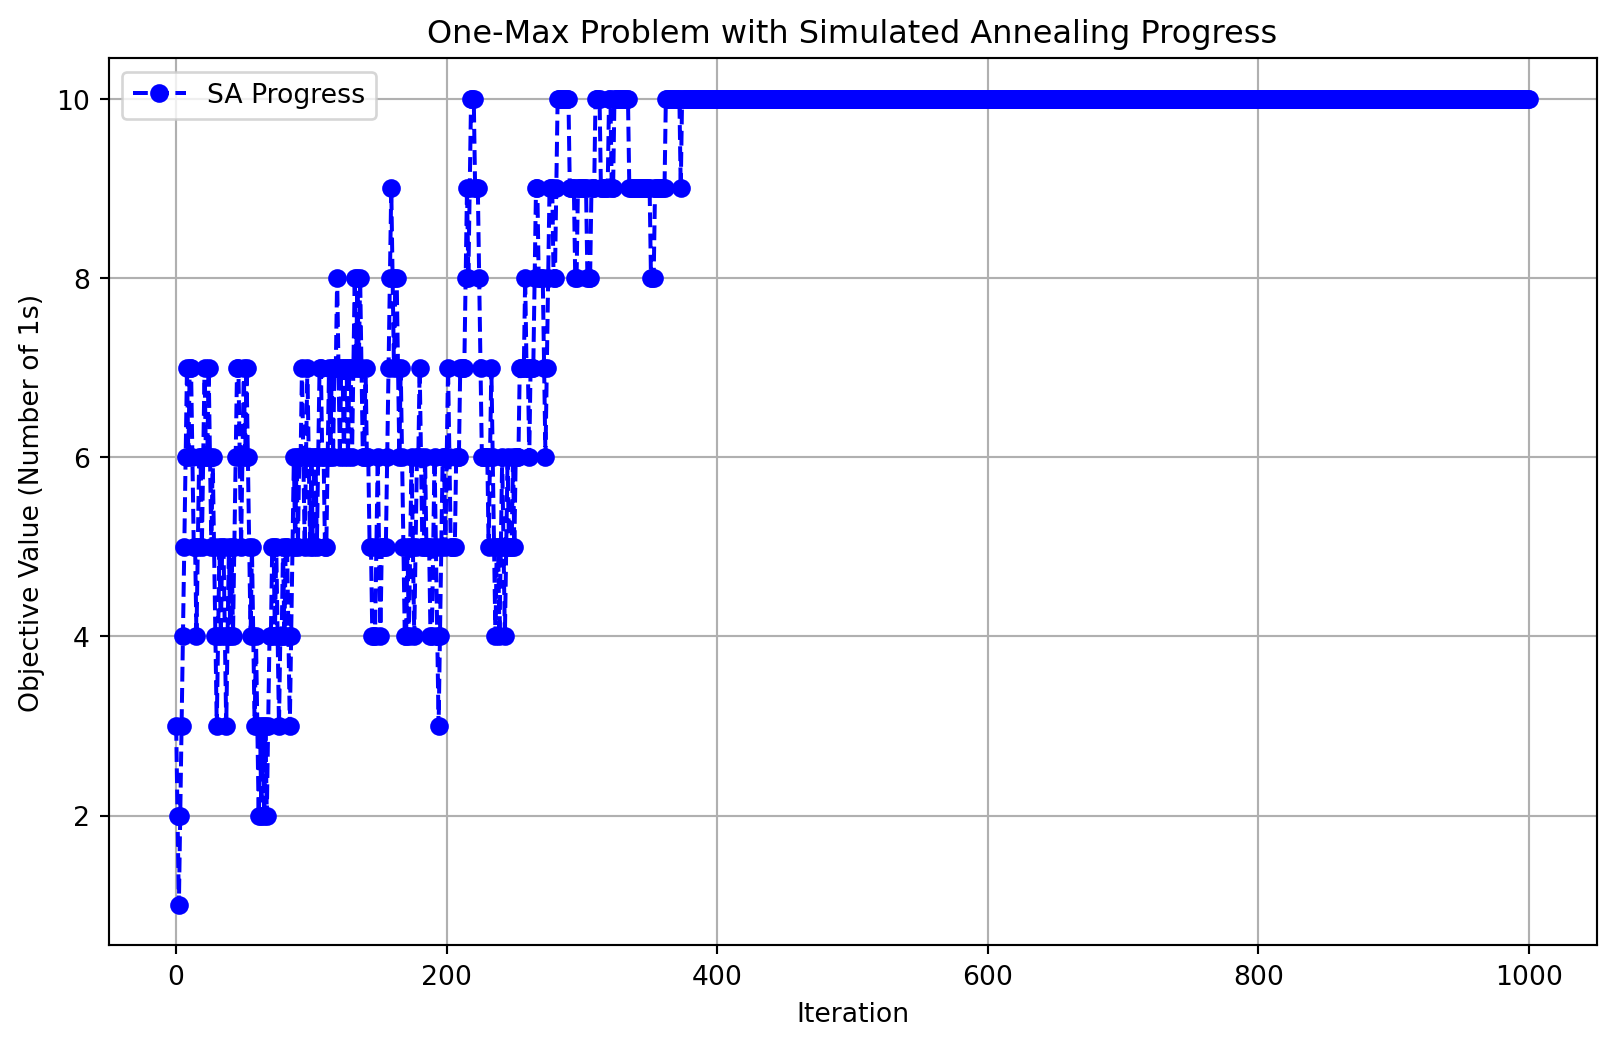 One-Max Problem with Simulated Annealing Progress
SA Progress
10
8
6
4
2
Objective Value (Number of 1s)
0
200
400
600
800
1000
Iteration